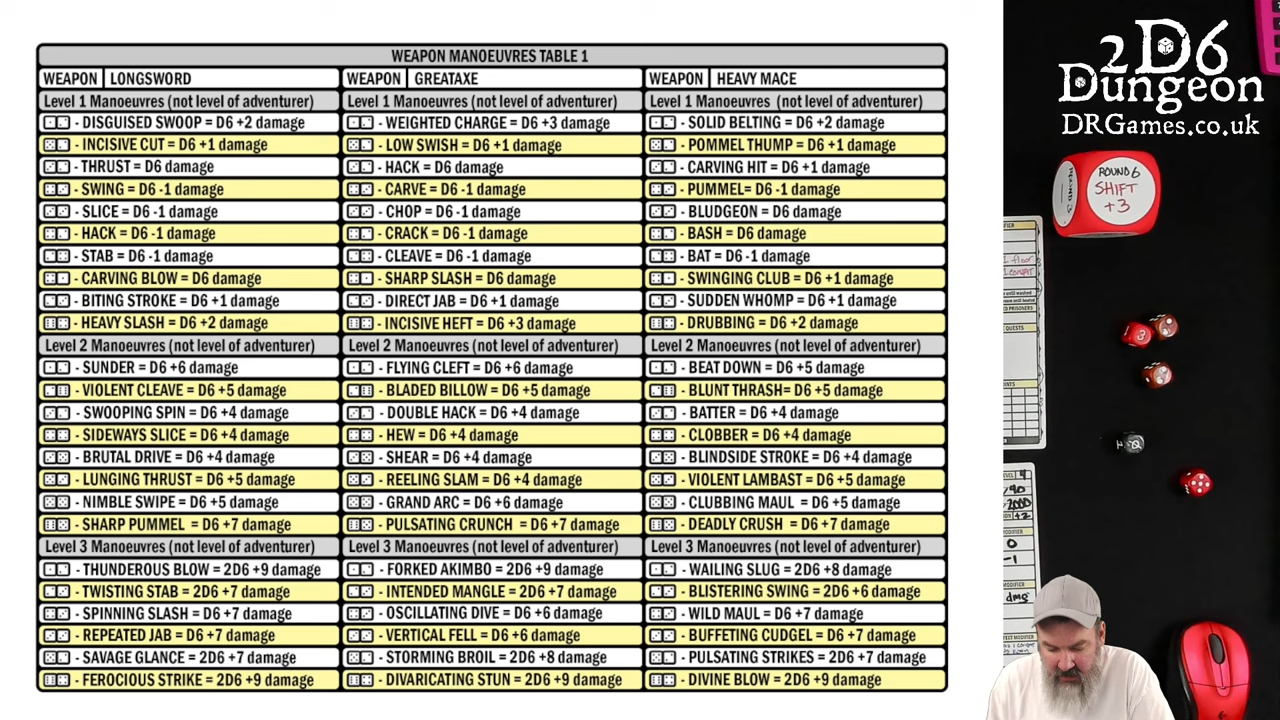 WEAPON MANOEUVRES TABLE 1
WEAPON LONGSWORD
Level 1 Manoeuvres (not level of adventurer)
- DISGUISED SWOOP = D6 +2 damage
- INCISIVE CUT = D6 +1 damage
- THRUST = D6 damage
- SWING = D6 -1 damage
- SLICE = D6 -1 damage
- HACK = D6 -1 damage
- STAB = D6 -1 damage
- CARVING BLOW = D6 damage
- BITING STROKE = D6 +1 damage
- HEAVY SLASH = D6 +2 damage
Level 2 Manoeuvres (not level of adventurer)
- SUNDER = D6 +6 damage
- VIOLENT CLEAVE = D6 +5 damage
- SWOOPING SPIN = D6 +4 damage
- SIDEWAYS SLICE = D6 +4 damage
- BRUTAL DRIVE = D6 +4 damage
- LUNGING THRUST = D6 +5 damage
- NIMBLE SWIPE = D6 +5 damage
- SHARP PUMMEL = D6 +7 damage
Level 3 Manoeuvres (not level of adventurer)
- THUNDEROUS BLOW = 2D6 +9 damage
- TWISTING STAB = 2D6 +7 damage
- SPINNING SLASH = D6 +7 damage
- REPEATED JAB = D6 +7 damage
- SAVAGE GLANCE = 2D6 +7 damage
- FEROCIOUS STRIKE = 2D6 +9 damage
WEAPON GREATAXE
Level 1 Manoeuvres (not level of adventurer)
- WEIGHTED CHARGE = D6 +3 damage
- LOW SWISH = D6 +1 damage
- HACK = D6 damage
- CARVE = D6 -1 damage
- CHOP = D6 -1 damage
- CRACK = D6 -1 damage
- CLEAVE = D6 -1 damage
- SHARP SLASH = D6 damage
- DIRECT JAB = D6 +1 damage
- INCISIVE HEFT = D6 +3 damage
Level 2 Manoeuvres (not level of adventurer)
- FLYING CLEFT = D6 +6 damage
- BLADED BILLOW = D6 +5 damage
- DOUBLE HACK = D6 +4 damage
- HEW = D6 +4 damage
- SHEAR = D6 +4 damage
- REELING SLAM = D6 +4 damage
- GRAND ARC = D6 +6 damage
- PULSATING CRUNCH = D6 +7 damage
Level 3 Manoeuvres (not level of adventurer)
- FORKED AKIMBO = 2D6 +9 damage
- INTENDED MANGLE = 2D6 +7 damage
- OSCILLATING DIVE = D6 +6 damage
- VERTICAL FELL = D6 +6 damage
- STORMING BROIL = 2D6 +8 damage
- DIVARICATING STUN = 2D6 +9 damage
WEAPON HEAVY MACE
Level 1 Manoeuvres (not level of adventurer)
- SOLID BELTING = D6 +2 damage
- POMMEL THUMP = D6 +1 damage
- CARVING HIT = D6 +1 damage
- PUMMEL= D6 -1 damage
- BLUDGEON = D6 damage
- BASH = D6 damage
- BAT = D6 -1 damage
- SWINGING CLUB = D6 +1 damage
- SUDDEN WHOMP = D6 +1 damage
- DRUBBING = D6 +2 damage
Level 2 Manoeuvres (not level of adventurer)
- BEAT DOWN = D6 +5 damage
- BLUNT THRASH= D6 +5 damage
- BATTER = D6 +4 damage
- CLOBBER = D6 +4 damage
- BLINDSIDE STROKE = D6 +4 damage
- VIOLENT LAMBAST = D6 +5 damage
- CLUBBING MAUL = D6 +5 damage
- DEADLY CRUSH = D6 +7 damage
Level 3 Manoeuvres (not level of adventurer)
- WAILING SLUG = 2D6 +8 damage
- BLISTERING SWING = 2D6 +6 damage
- WILD MAUL = D6 +7 damage
- BUFFETING CUDGEL = D6 +7 damage
- PULSATING STRIKES = 2D6 +7 damage
- DIVINE BLOW = 2D6 +9 damage
2D6
Dungeon
DRGames.co.uk
ROUND 6
SHIFT
+3
floor
2000
+2
0
-1
dmg